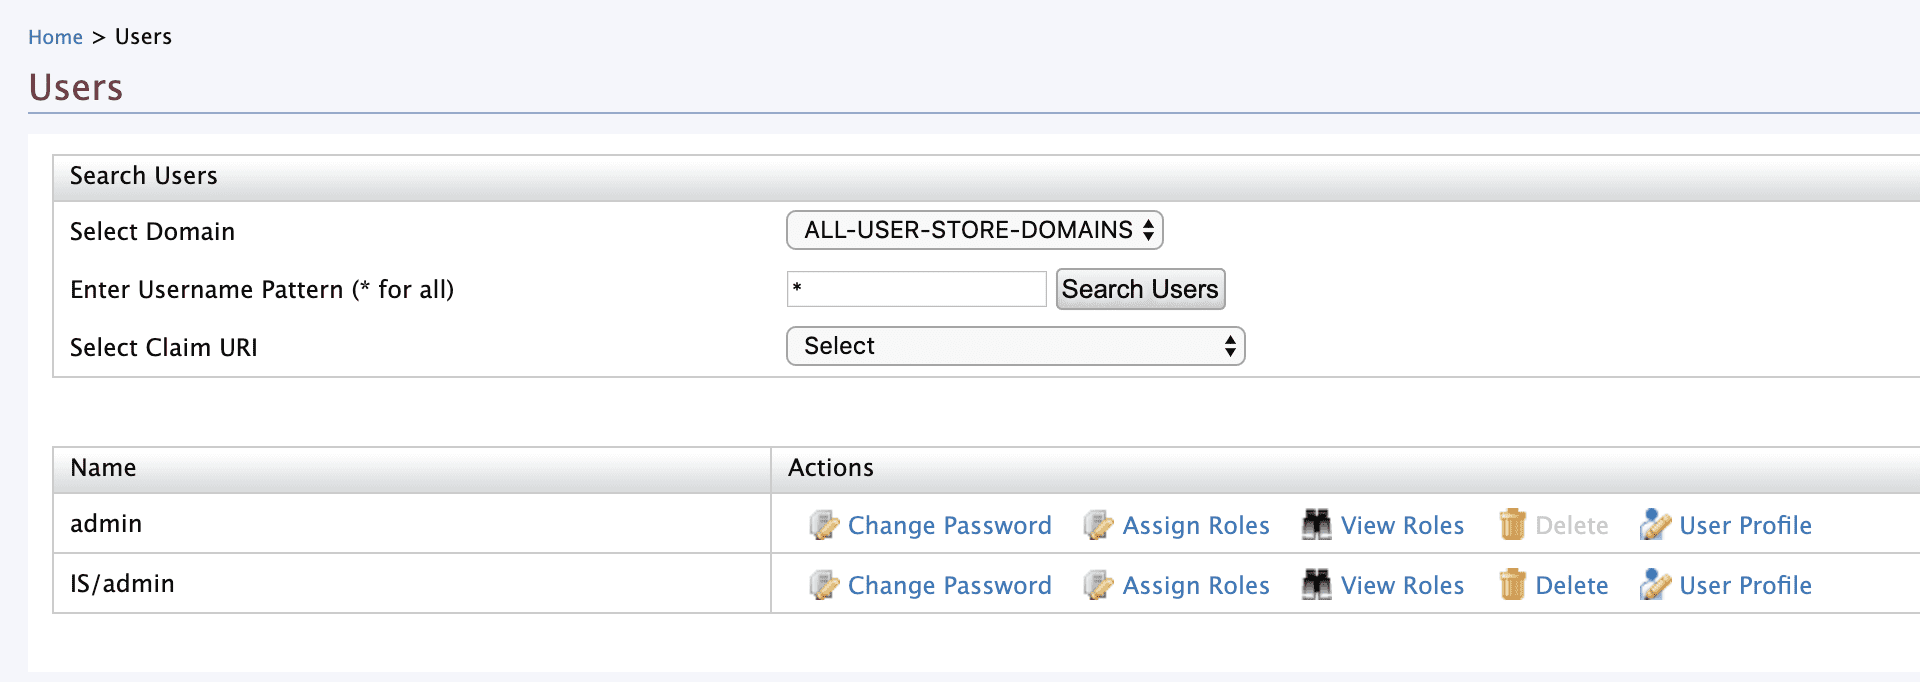 Home > Users
Users
Search Users
Select Domain ALL-USER-STORE-DOMAINS
Enter Username Pattern (* for all) * Search Users
Select Claim URI Select
Name Actions
admin Change Password Assign Roles View Roles Delete User Profile
IS/admin Change Password Assign Roles View Roles Delete User Profile